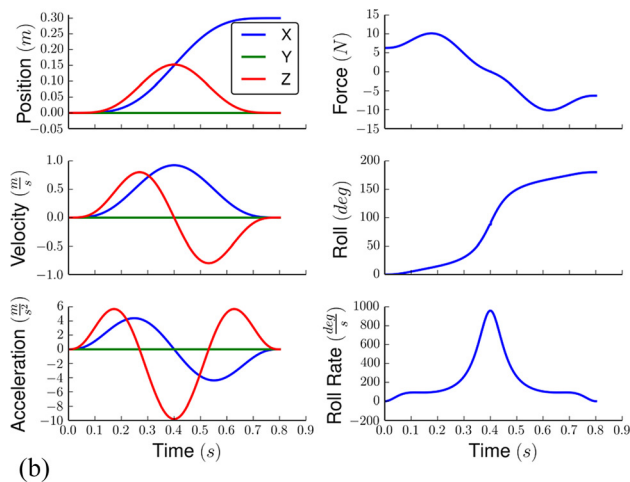 Position (m)
0.30
0.25
0.20
0.15
0.10
0.05
0.00
−0.05
X
Y
Z
Force (N)
15
10
5
0
−5
−10
−15
Velocity (m/s)
1.0
0.5
0.0
−0.5
−1.0
Roll (deg)
200
150
100
50
0
Acceleration (m/s²)
6
4
2
0
−2
−4
−6
−8
−10
0.0 0.1 0.2 0.3 0.4 0.5 0.6 0.7 0.8 0.9
Time (s)
Roll Rate (deg/s)
1000
800
600
400
200
0
−200
0.0 0.1 0.2 0.3 0.4 0.5 0.6 0.7 0.8 0.9
Time (s)
(b)